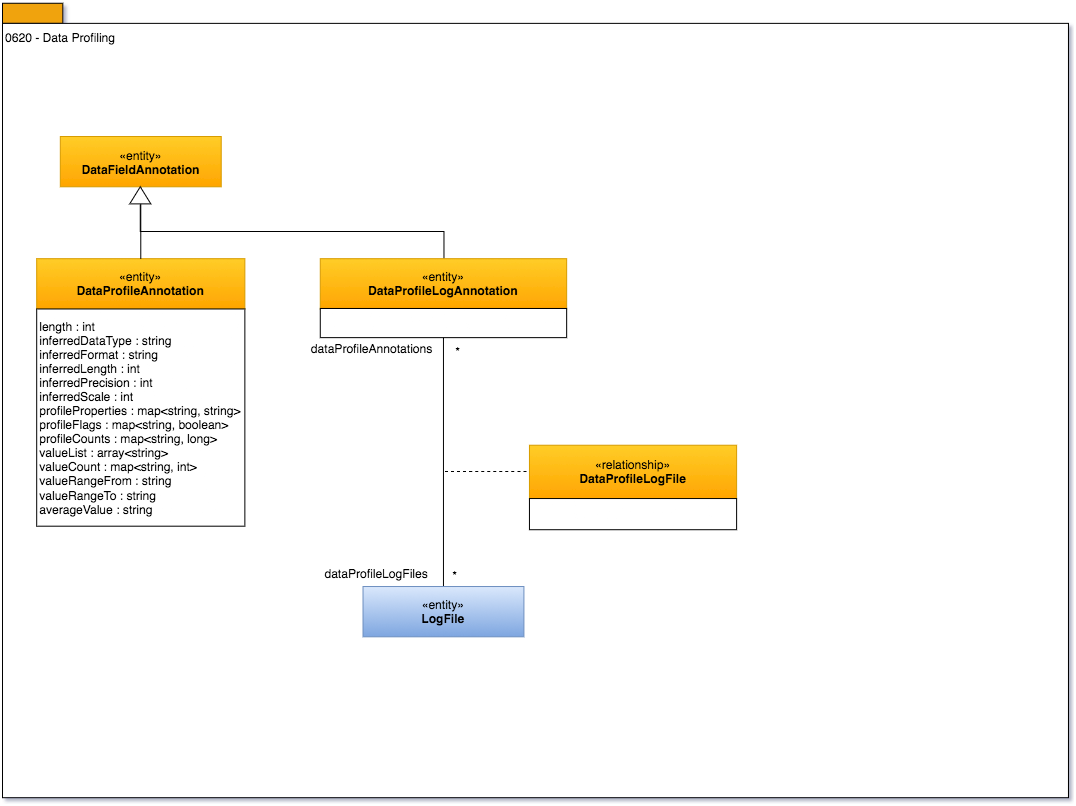 0620 - Data Profiling
«entity»
DataFieldAnnotation
«entity»
DataProfileAnnotation
length : int
inferredDataType : string
inferredFormat : string
inferredLength : int
inferredPrecision : int
inferredScale : int
profileProperties : map<string, string>
profileFlags : map<string, boolean>
profileCounts : map<string, long>
valueList : array<string>
valueCount : map<string, int>
valueRangeFrom : string
valueRangeTo : string
averageValue : string
«entity»
DataProfileLogAnnotation
dataProfileAnnotations *
«relationship»
DataProfileLogFile
dataProfileLogFiles *
«entity»
LogFile